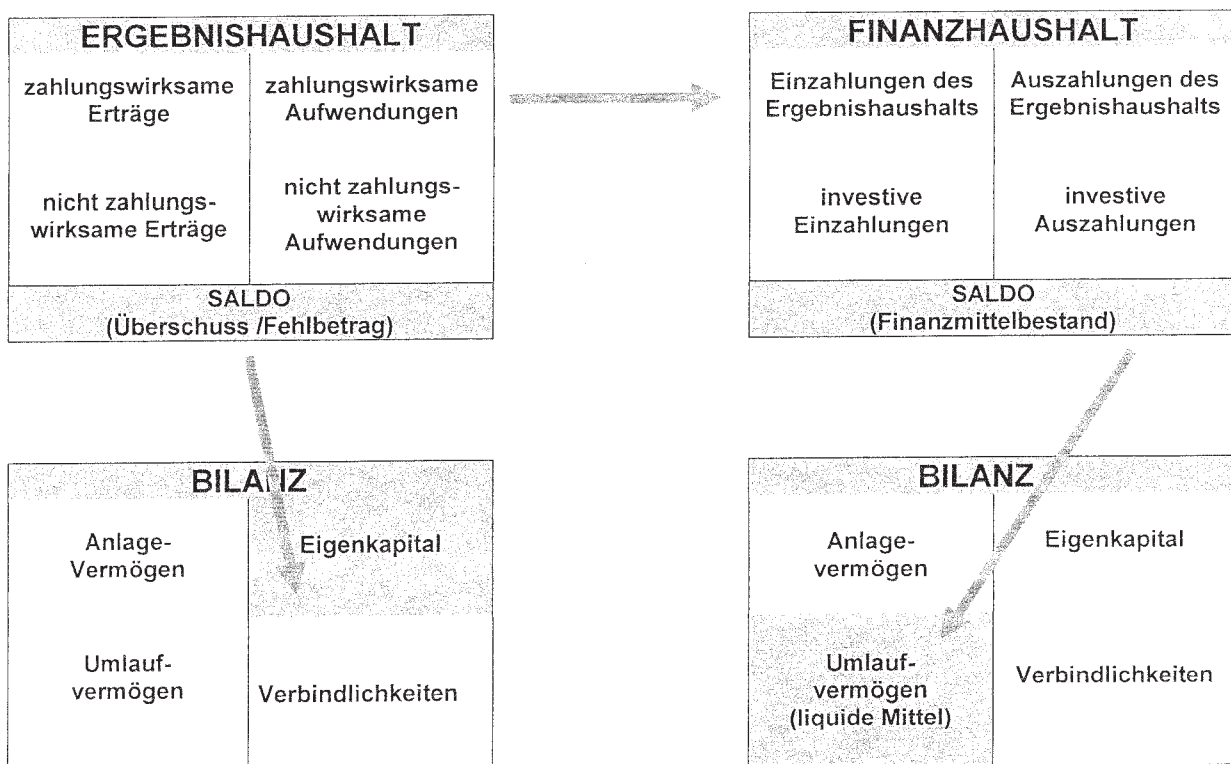 ERGEBNISHAUSHALT
zahlungswirksame
Erträge
zahlungswirksame
Aufwendungen
nicht zahlungs-
wirksame Erträge
nicht zahlungs-
wirksame
Aufwendungen
SALDO
(Überschuss /Fehlbetrag)
FINANZHAUSHALT
Einzahlungen des
Ergebnishaushalts
Auszahlungen des
Ergebnishaushalts
investive
Einzahlungen
investive
Auszahlungen
SALDO
(Finanzmittelbestand)
BILANZ
Anlage-
Vermögen
Eigenkapital
Umlauf-
vermögen
Verbindlichkeiten
BILANZ
Anlage-
vermögen
Eigenkapital
Umlauf-
vermögen
(liquide Mittel)
Verbindlichkeiten